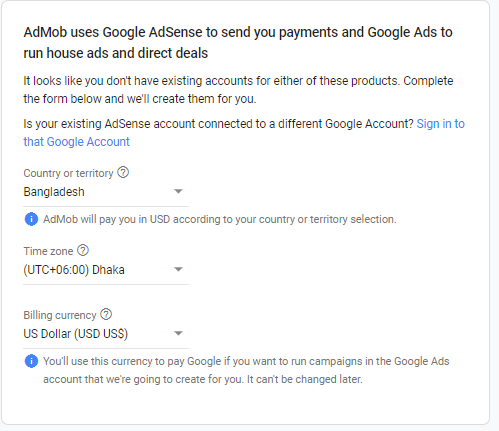 AdMob uses Google AdSense to send you payments and Google Ads to
run house ads and direct deals
It looks like you don't have existing accounts for either of these products. Complete
the form below and we'll create them for you.
Is your existing AdSense account connected to a different Google Account? Sign in to
that Google Account
Country or territory
Bangladesh
AdMob will pay you in USD according to your country or territory selection.
Time zone
(UTC+06:00) Dhaka
Billing currency
US Dollar (USD US$)
You'll use this currency to pay Google if you want to run campaigns in the Google Ads
account that we're going to create for you. It can't be changed later.